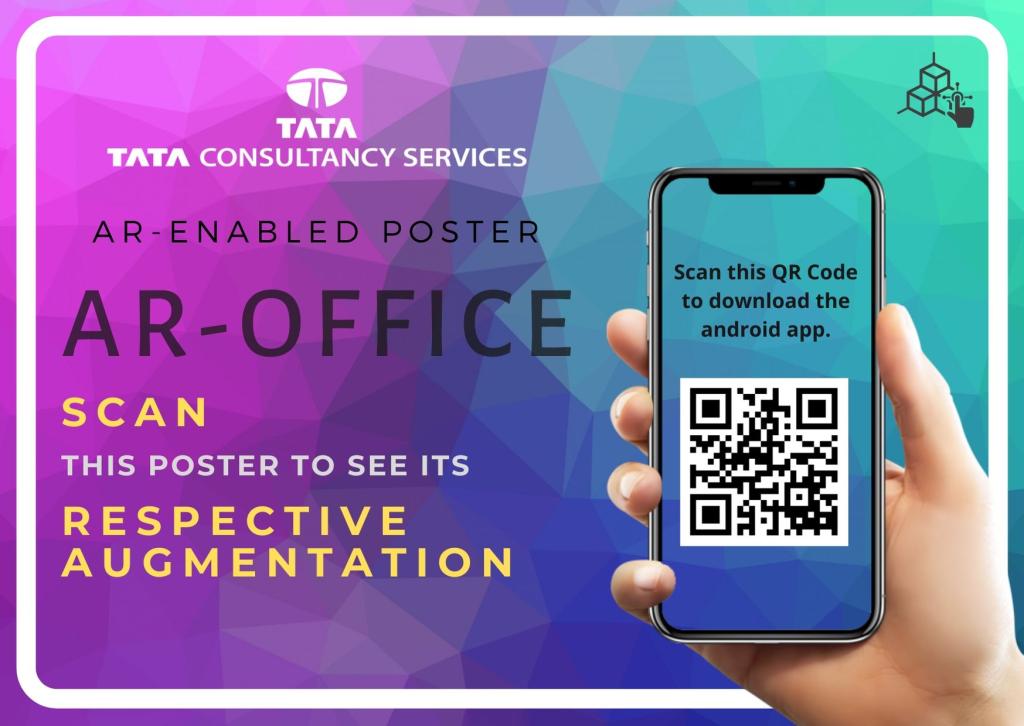 TATA
TATA CONSULTANCY SERVICES
AR-ENABLED POSTER
AR-OFFICE
SCAN
THIS POSTER TO SEE ITS
RESPECTIVE
AUGMENTATION
Scan this QR Code
to download the
android app.